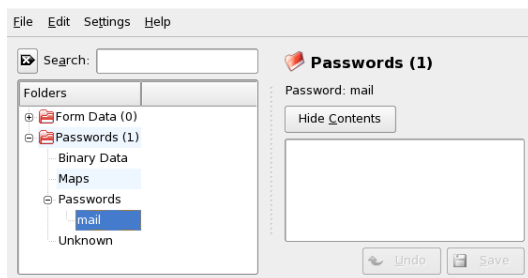 File Edit Settings Help
Search:
Folders
Form Data (0)
Passwords (1)
Binary Data
Maps
Passwords
mail
Unknown
Passwords (1)
Password: mail
Hide Contents
Undo Save